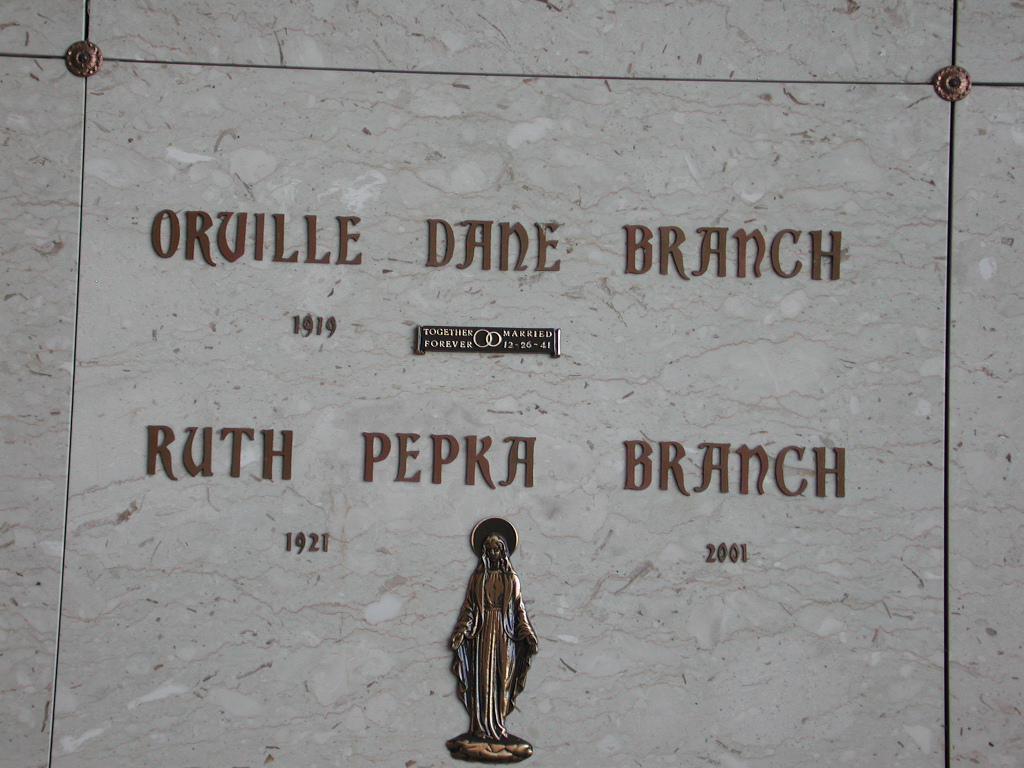 ORVILLE DANE BRANCH
1919
TOGETHER MARRIED
FOREVER 12-26-41
RUTH PEPKA BRANCH
1921 2001